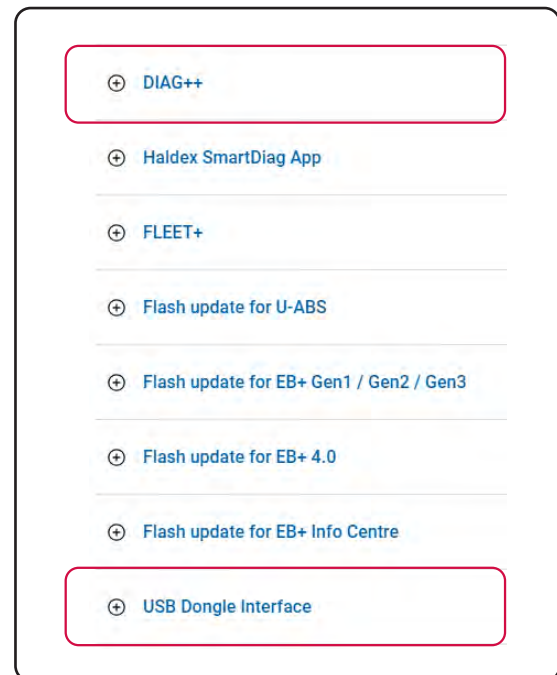 DIAG++
Haldex SmartDiag App
FLEET+
Flash update for U-ABS
Flash update for EB+ Gen1 / Gen2 / Gen3
Flash update for EB+ 4.0
Flash update for EB+ Info Centre
USB Dongle Interface